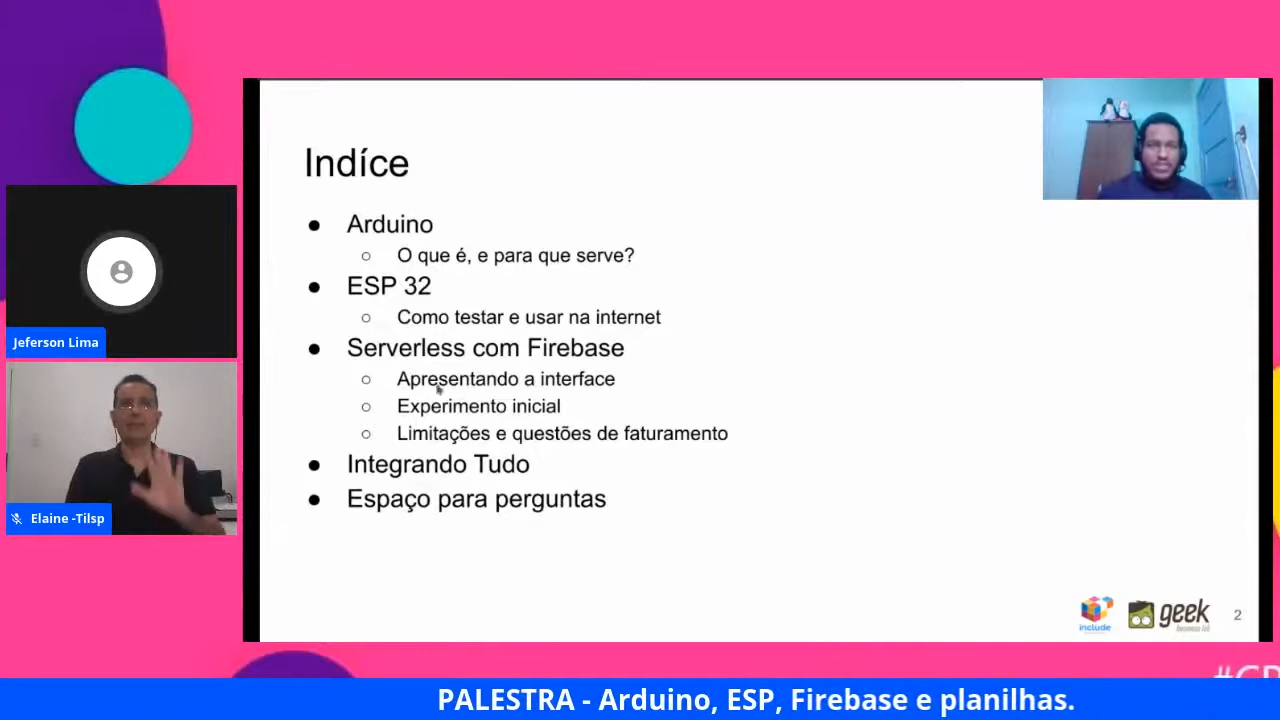 Indíce
Arduino
O que é, e para que serve?
ESP 32
Como testar e usar na internet
Serverless com Firebase
Apresentando a interface
Experimento inicial
Limitações e questões de faturamento
Integrando Tudo
Espaço para perguntas
Jeferson Lima
Elaine -Tilsp
include
geek
2
PALESTRA - Arduino, ESP, Firebase e planilhas.